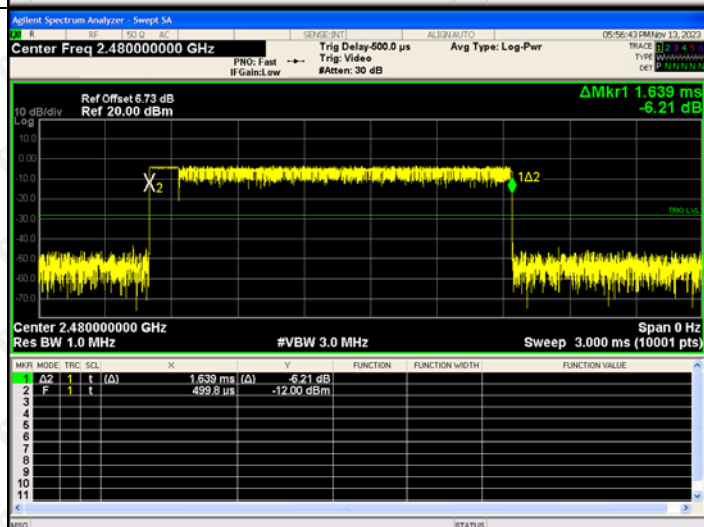 Agilent Spectrum Analyzer - Swept SA
R RF 50 Ω AC SENSE:INT ALIGN AUTO 05:56:43 PM Nov 13, 2023
Center Freq 2.480000000 GHz
PNO: Fast
IFGain:Low
Trig Delay-500.0 µs
Trig: Video
#Atten: 30 dB
Avg Type: Log-Pwr
TRACE 1 2 3 4 5 6
TYPE
DET P N N N N N
ΔMkr1 1.639 ms
-6.21 dB
Ref Offset 6.73 dB
10 dB/div Ref 20.00 dBm
Log
10.0
0.00
-10.0
-20.0
-30.0
-40.0
-50.0
-60.0
-70.0
X2
1Δ2
TRIG LVL
Center 2.480000000 GHz Span 0 Hz
Res BW 1.0 MHz #VBW 3.0 MHz Sweep 3.000 ms (10001 pts)
MKR MODE TRC SCL X Y FUNCTION FUNCTION WIDTH FUNCTION VALUE
1 Δ2 1 t (Δ) 1.639 ms (Δ) -6.21 dB
2 F 1 t 499.8 µs -12.00 dBm
3
4
5
6
7
8
9
10
11
MSG STATUS